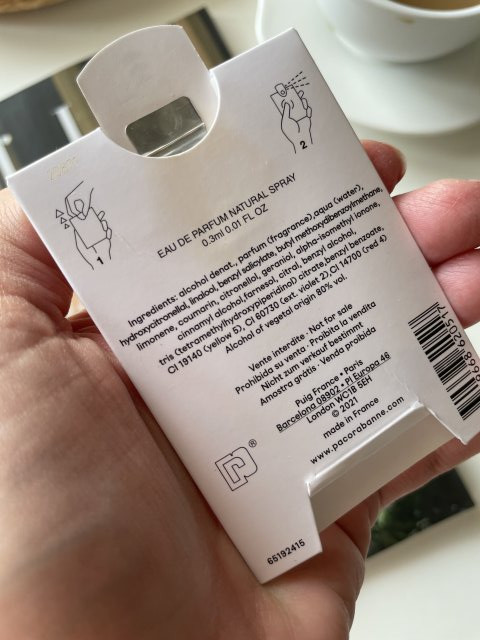 2
1
EAU DE PARFUM NATURAL SPRAY
0.3ml 0.01 FL OZ
Ingredients: alcohol denat., parfum (fragrance), aqua (water),
hydroxycitronellal, linalool, benzyl salicylate, butyl methoxydibenzoylmethane,
limonene, coumarin, citronellol, geraniol, alpha-isomethyl ionone,
cinnamyl alcohol farnesol, citral, benzyl alcohol,
tris (tetramethylhydroxypiperidinol) citrate, benzyl benzoate,
CI 19140 (yellow 5), CI 60730 (ext. violet 2), CI 14700 (red 4)
Alcohol of vegetal origin 80% vol.
Vente interdite . Not for sale
Prohibida su venta . Proibita la vendita
Nicht zum verkauf bestimmt
Amostra grátis . Venda proibida
Puig France • Paris
Barcelona 08902 • Pl Europa 46
London WC1B 5EH
© 2021
made in France
www.pacorabanne.com
65192415